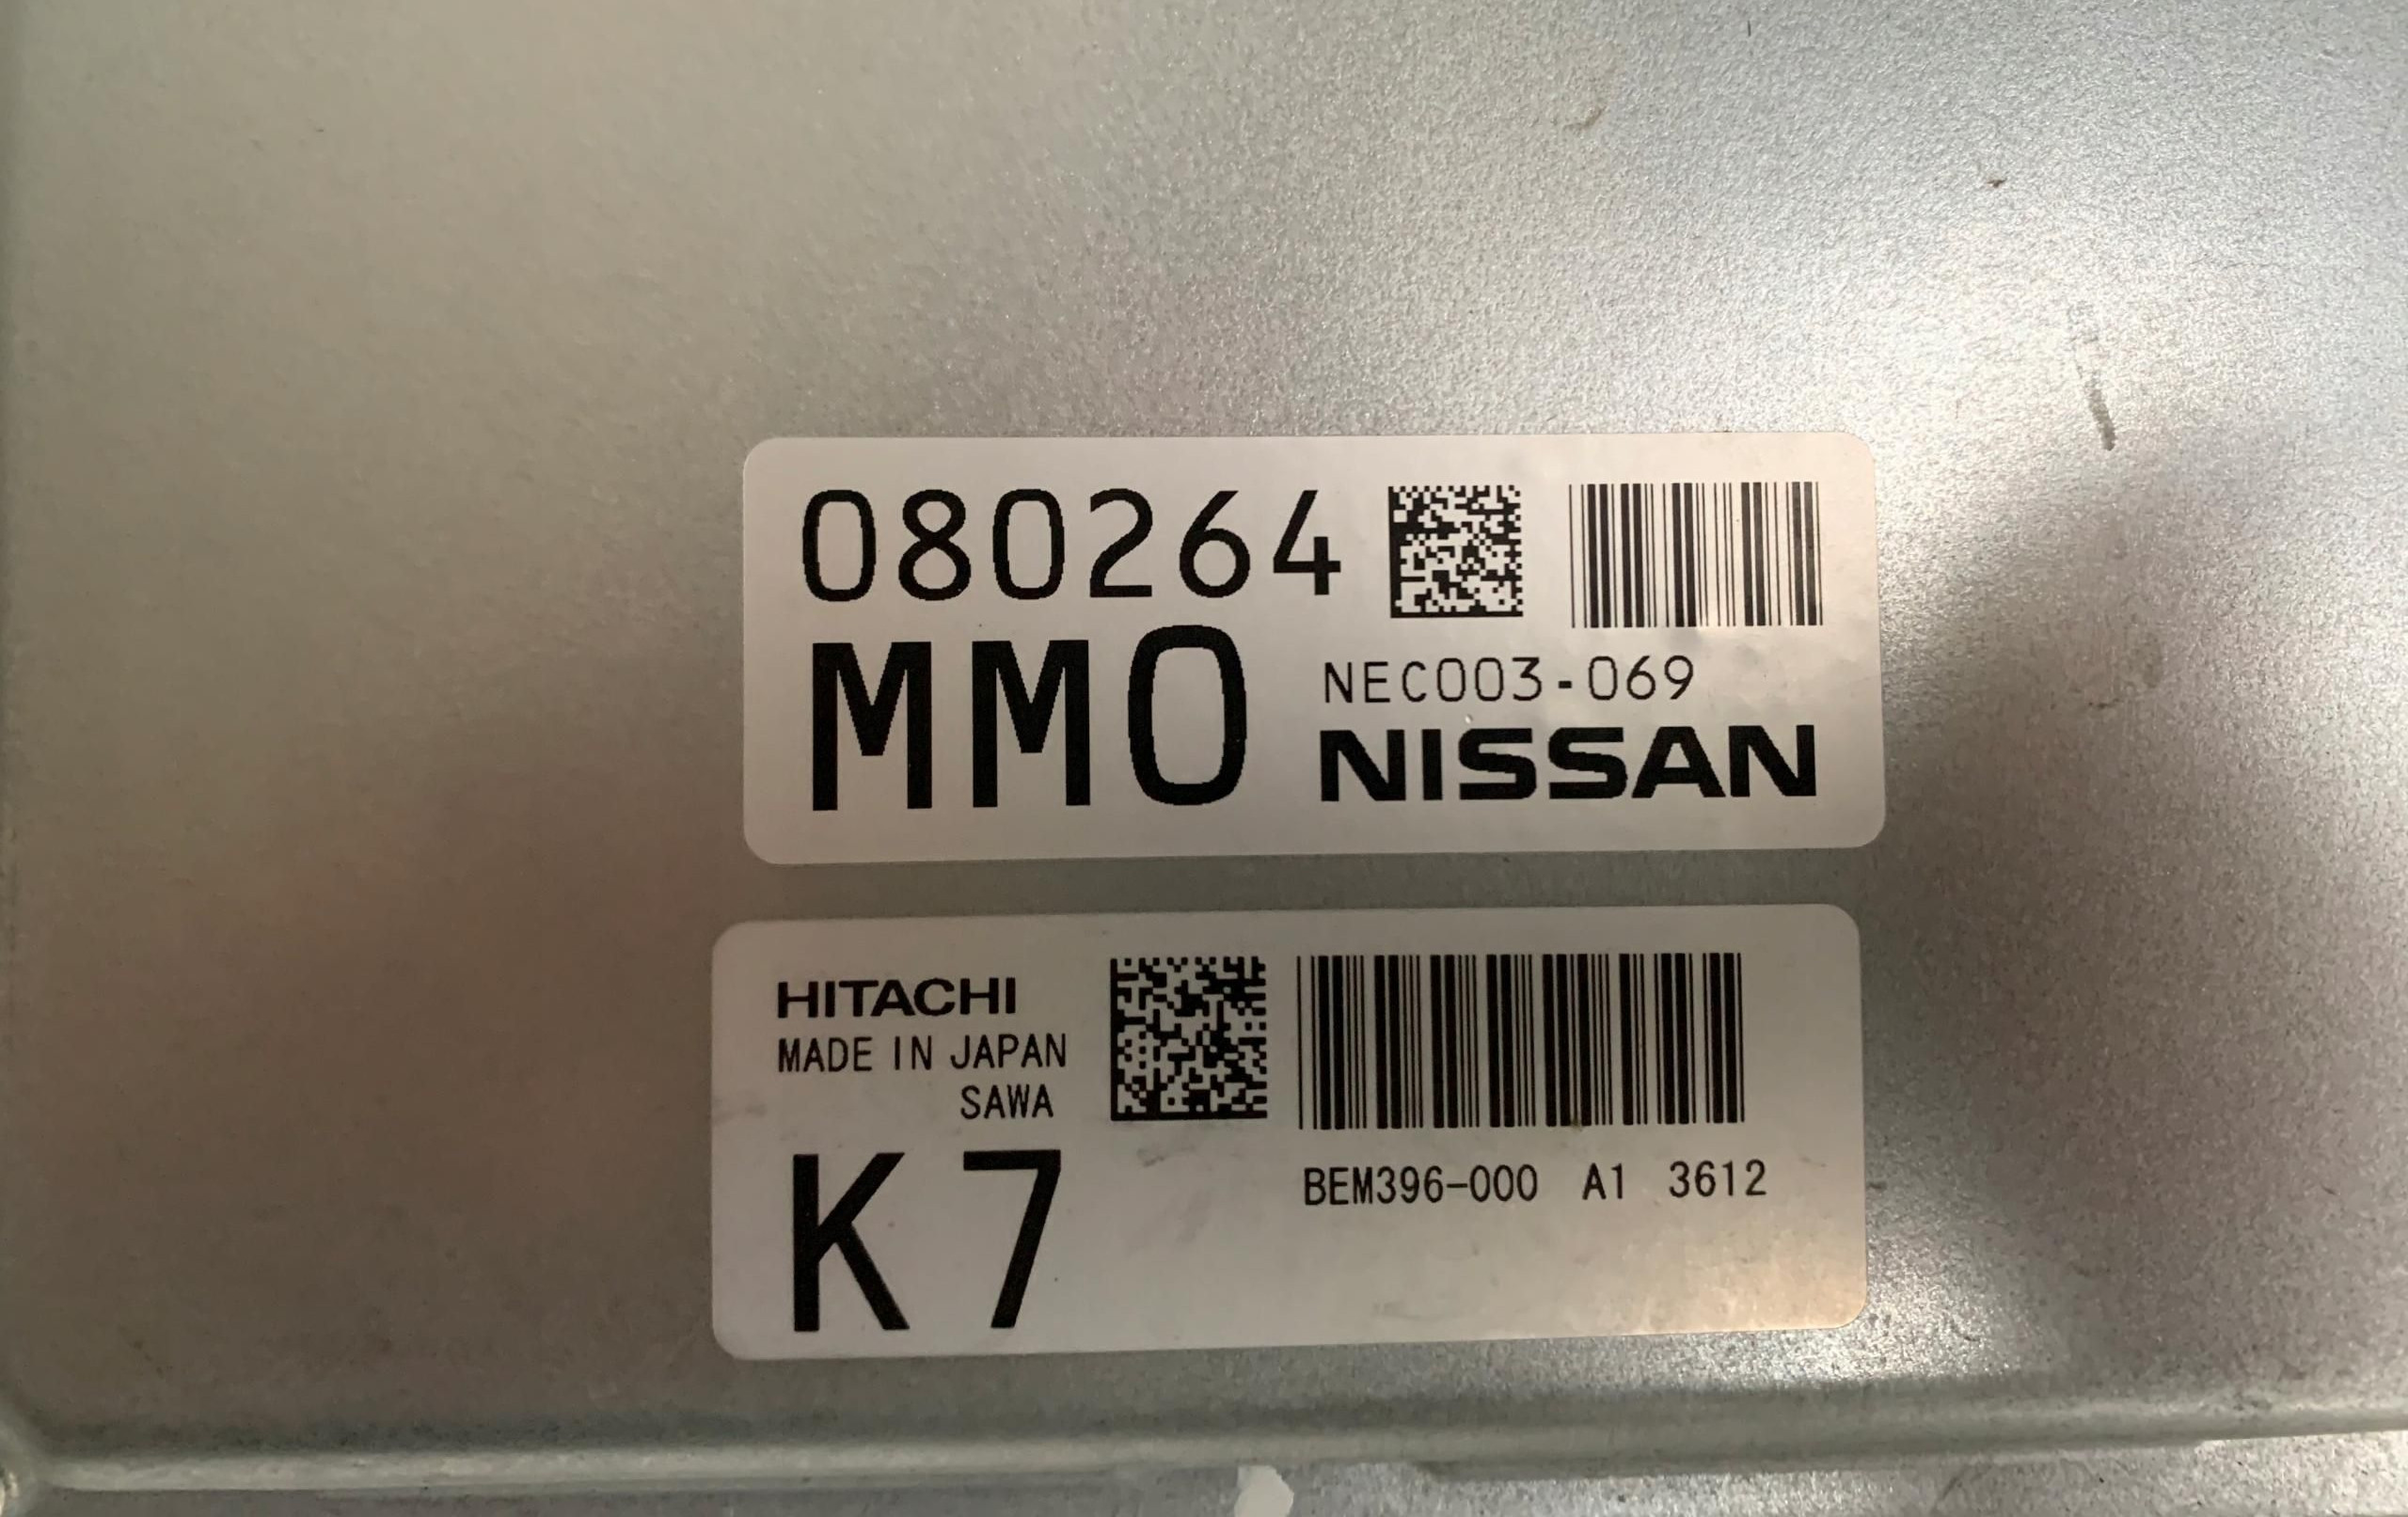 080264
MM0
NEC003-069
NISSAN
HITACHI
MADE IN JAPAN
SAWA
K7
BEM396-000 A1 3612